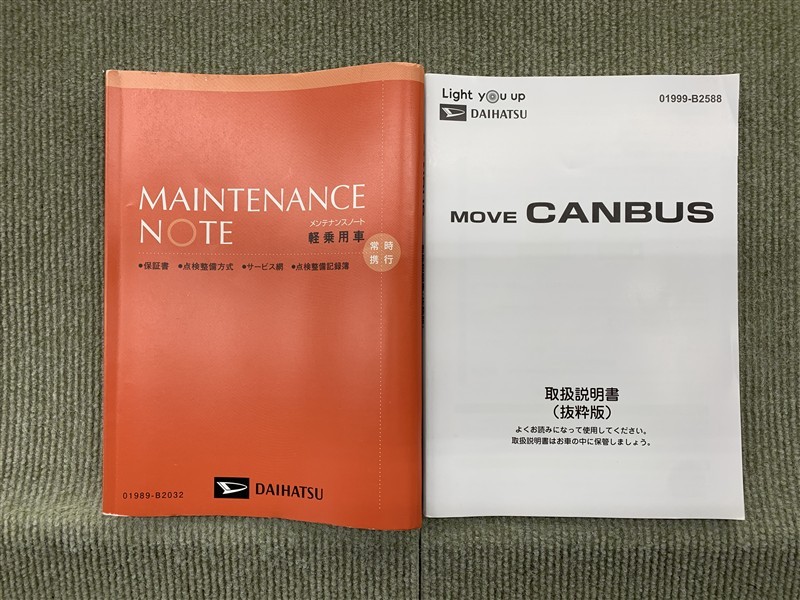 MAINTENANCE
NOTE
メンテナンスノート
軽乗用車
常時
携行
●保証書 ●点検整備方式 ●サービス網 ●点検整備記録簿
01989-B2032
DAIHATSU
Light you up
DAIHATSU
01999-B2588
MOVE CANBUS
取扱説明書
（抜粋版）
よくお読みになって使用してください。
取扱説明書はお車の中に保管しましょう。